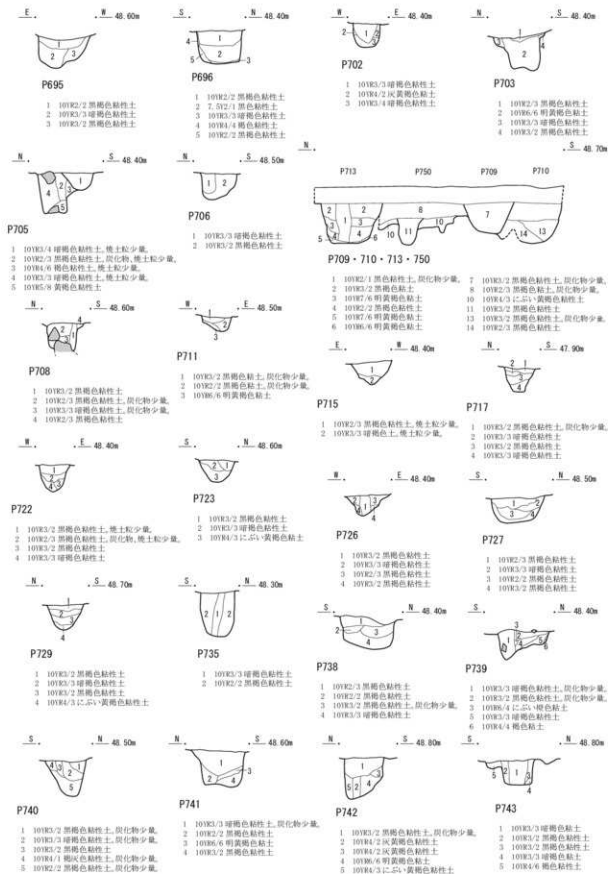 E W 48.60m
P695
1 10YR2/2 黒褐色粘性土
2 10YR3/3 暗褐色粘性土
3 10YR3/2 黒褐色粘性土
N S 48.40m
P696
1 10YR2/2 黒褐色粘性土
2 7.5Y2/1 黒色粘性土
3 10YR3/3 暗褐色粘性土
4 10YR4/4 褐色粘性土
5 10YR2/2 黒褐色粘性土
W E 48.40m
P702
1 10YR3/3 暗褐色粘性土
2 10YR4/2 灰黄褐色粘土
3 10YR3/4 暗褐色粘性土
N S 48.40m
P703
1 10YR2/3 黒褐色粘性土
2 10YR6/6 明黄褐色粘土
3 10YR3/3 暗褐色粘性土
4 10YR3/2 黒褐色粘性土
N S 48.40m
P705
1 10YR3/4 暗褐色粘性土,焼土粒少量,
2 10YR2/3 黒褐色土,炭化物,焼土粒少量,
3 10YR4/6 褐色粘性土,焼土粒少量,
4 10YR3/3 暗褐色粘性土,焼土粒少量,
5 10YR5/8 黄褐色粘性土
N S 48.50m
P706
1 10YR3/3 暗褐色粘性土
2 10YR3/2 黒褐色粘性土
N S 48.70m
P713 P750 P709 P710
P709・710・713・750
1 10YR2/1 黒褐色粘土,炭化物少量,
2 10YR3/2 黒褐色粘土
3 10YR7/6 明黄褐色粘土
4 10YR2/2 黒褐色粘性土
5 10YR7/6 明黄褐色粘土
6 10YR6/6 明黄褐色粘土
7 10YR3/2 黒褐色粘性土,炭化物少量,
8 10YR2/3 黒褐色粘土,炭化物少量,
10 10YR4/3 にぶい黄褐色粘土
11 10YR3/2 黒褐色粘性土
13 10YR3/2 黒褐色粘性土,炭化物少量,
14 10YR2/3 黒褐色粘性土
N S 48.60m
P708
1 10YR3/2 黒褐色粘性土
2 10YR2/3 黒褐色粘性土,炭化物少量,
3 10YR3/3 暗褐色粘性土,炭化物少量,
4 10YR2/3 黒褐色粘性土
W E 48.50m
P711
1 10YR3/2 黒褐色粘性土,炭化物少量,
2 10YR2/2 黒褐色粘土,炭化物少量,
3 10YR6/6 明黄褐色粘土
E W 48.40m
P715
1 10YR2/3 黒褐色粘性土,焼土粒少量,
2 10YR3/3 暗褐色土,焼土粒少量,
N S 47.90m
P717
1 10YR3/2 黒褐色粘性土,炭化物少量,
2 10YR3/3 暗褐色粘性土
3 10YR3/2 黒褐色粘性土
4 10YR3/3 暗褐色粘性土
W E 48.40m
P722
1 10YR3/2 黒褐色粘性土,焼土粒少量,
2 10YR2/3 黒褐色土,炭化物,焼土粒少量,
3 10YR3/2 黒褐色粘性土
4 10YR3/3 暗褐色粘性土
S N 48.60m
P723
1 10YR3/2 黒褐色粘性土
2 10YR3/3 暗褐色粘性土
3 10YR4/3 にぶい黄褐色粘土
W E 48.40m
P726
1 10YR3/2 黒褐色粘性土
2 10YR3/3 暗褐色粘性土
3 10YR2/3 黒褐色粘性土
4 10YR3/2 黒褐色粘性土
S N 48.50m
P727
1 10YR2/3 黒褐色粘性土
2 10YR3/3 暗褐色粘性土
3 10YR2/2 黒褐色粘性土
4 10YR3/2 黒褐色粘性土
N S 48.70m
P729
1 10YR3/2 黒褐色粘性土
2 10YR3/3 暗褐色粘性土
3 10YR3/2 黒褐色粘性土
4 10YR4/3 にぶい黄褐色粘性土
S N 48.30m
P735
1 10YR3/3 暗褐色粘性土
2 10YR2/2 黒褐色粘性土
S N 48.40m
P738
1 10YR2/3 黒褐色粘性土
2 10YR3/3 暗褐色粘性土
3 10YR3/2 黒褐色粘性土,炭化物少量,
4 10YR3/3 暗褐色粘性土
S N 48.40m
P739
1 10YR3/3 暗褐色粘性土,炭化物少量,
2 10YR3/2 黒褐色粘性土,炭化物少量,
3 10YR6/4 にぶい橙色粘土
5 10YR3/3 暗褐色粘性土
6 10YR4/4 褐色粘土
S N 48.50m
P740
1 10YR3/2 黒褐色粘性土,炭化物少量,
2 10YR3/3 暗褐色粘性土,炭化物少量,
3 10YR3/2 黒褐色粘性土
4 10YR4/1 褐灰色粘性土,炭化物少量,
5 10YR2/2 黒褐色粘性土,炭化物少量,
N S 48.60m
P741
1 10YR3/3 暗褐色粘性土,炭化物少量,
2 10YR2/2 黒褐色粘土
3 10YR6/6 明黄褐色粘土
4 10YR3/2 黒褐色粘性土
N S 48.80m
P742
1 10YR3/2 黒褐色粘性土,炭化物少量,
2 10YR4/2 灰黄褐色粘土
3 10YR4/2 灰黄褐色粘土
4 10YR6/6 明黄褐色粘土
5 10YR4/3 にぶい黄褐色粘土
S N 48.80m
P743
1 10YR3/3 暗褐色粘土
2 10YR3/2 黒褐色粘土
3 10YR3/2 黒褐色粘土
4 10YR3/3 暗褐色粘土
5 10YR4/6 褐色粘土